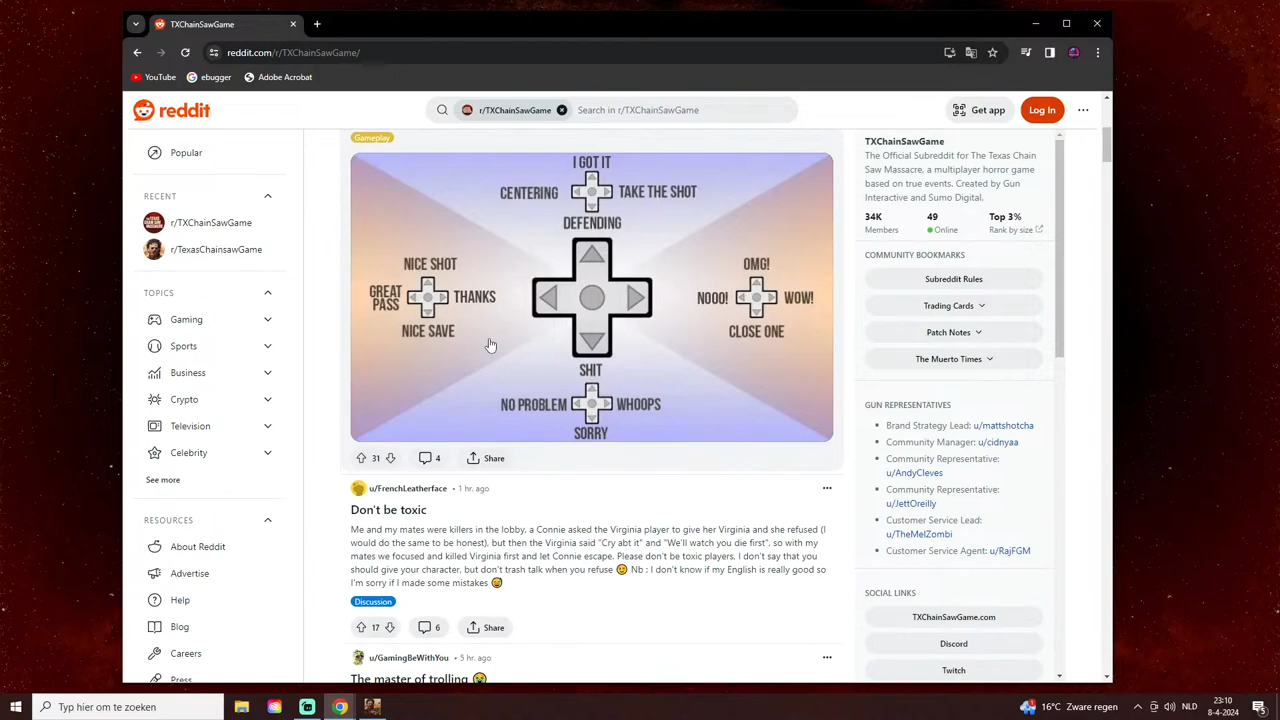 TXChainSawGame
reddit.com/r/TXChainSawGame/
YouTube
ebugger
Adobe Acrobat
reddit
r/TXChainSawGame
Search in r/TXChainSawGame
Get app
Log In
Popular
RECENT
r/TXChainSawGame
r/TexasChainsawGame
TOPICS
Gaming
Sports
Business
Crypto
Television
Celebrity
See more
RESOURCES
About Reddit
Advertise
Help
Blog
Careers
Press
Gameplay
I GOT IT
CENTERING
TAKE THE SHOT
DEFENDING
NICE SHOT
GREAT
PASS
THANKS
NICE SAVE
OMG!
NOOO!
WOW!
CLOSE ONE
SHIT
NO PROBLEM
WHOOPS
SORRY
31
4
Share
u/FrenchLeatherface • 1 hr. ago
Don't be toxic
Me and my mates were killers in the lobby, a Connie asked the Virginia player to give her Virginia and she refused (I
would do the same to be honest), but then the Virginia said "Cry abt it" and "We'll watch you die first", so with my
mates we focused and killed Virginia first and let Connie escape. Please don't be toxic players, I don't say that you
should give your character, but don't trash talk when you refuse 😉 Nb : I don't know if my English is really good so
I'm sorry if I made some mistakes 😅
Discussion
17
6
Share
u/GamingBeWithYou • 5 hr. ago
The master of trolling 😭
TXChainSawGame
The Official Subreddit for The Texas Chain
Saw Massacre, a multiplayer horror game
based on true events. Created by Gun
Interactive and Sumo Digital.
34K
Members
49
Online
Top 3%
Rank by size
COMMUNITY BOOKMARKS
Subreddit Rules
Trading Cards
Patch Notes
The Muerto Times
GUN REPRESENTATIVES
Brand Strategy Lead: u/mattshotcha
Community Manager: u/cidnyaa
Community Representative:
u/AndyCleves
Community Representative:
u/JettOreilly
Customer Service Lead:
u/TheMelZombi
Customer Service Agent: u/RajFGM
SOCIAL LINKS
TXChainSawGame.com
Discord
Twitch
Typ hier om te zoeken
16°C Zware regen
NLD
23:10
8-4-2024
5